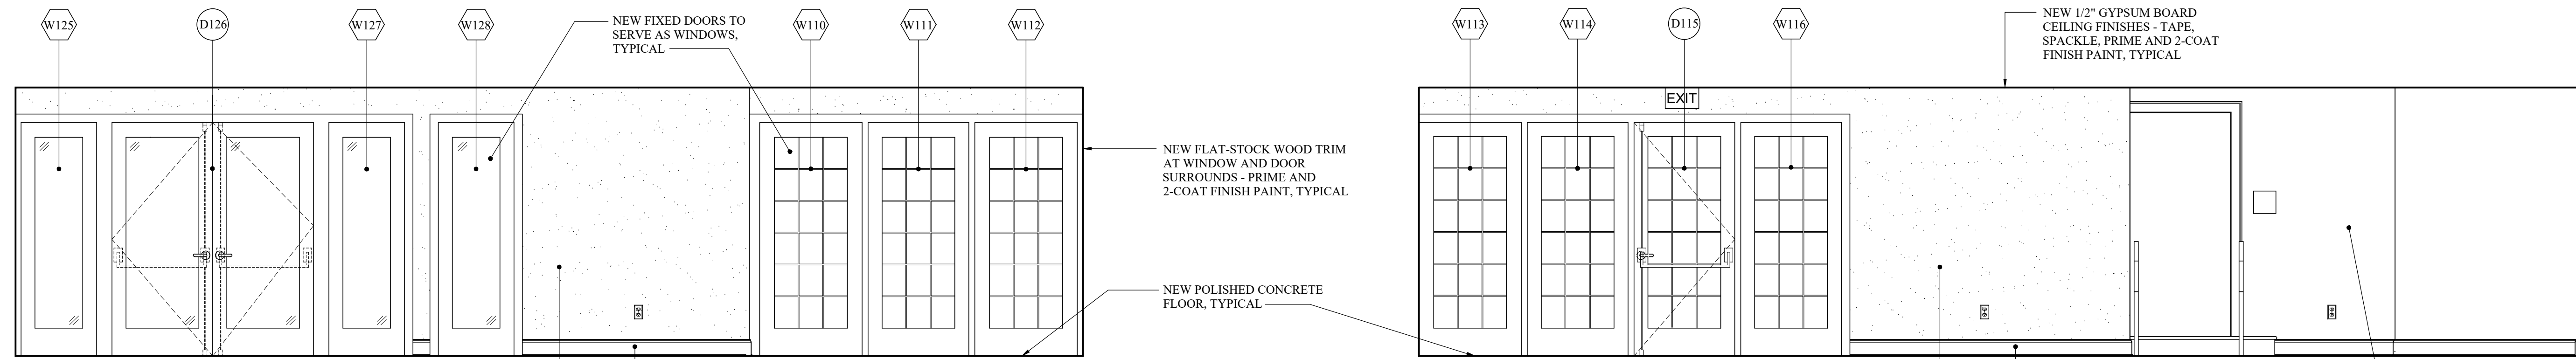 W125
D126
W127
W128
NEW FIXED DOORS TO
SERVE AS WINDOWS,
TYPICAL
W110
W111
W112
NEW FLAT-STOCK WOOD TRIM
AT WINDOW AND DOOR
SURROUNDS - PRIME AND
2-COAT FINISH PAINT, TYPICAL
NEW POLISHED CONCRETE
FLOOR, TYPICAL
W113
W114
D115
W116
EXIT
NEW 1/2" GYPSUM BOARD
CEILING FINISHES - TAPE,
SPACKLE, PRIME AND 2-COAT
FINISH PAINT, TYPICAL